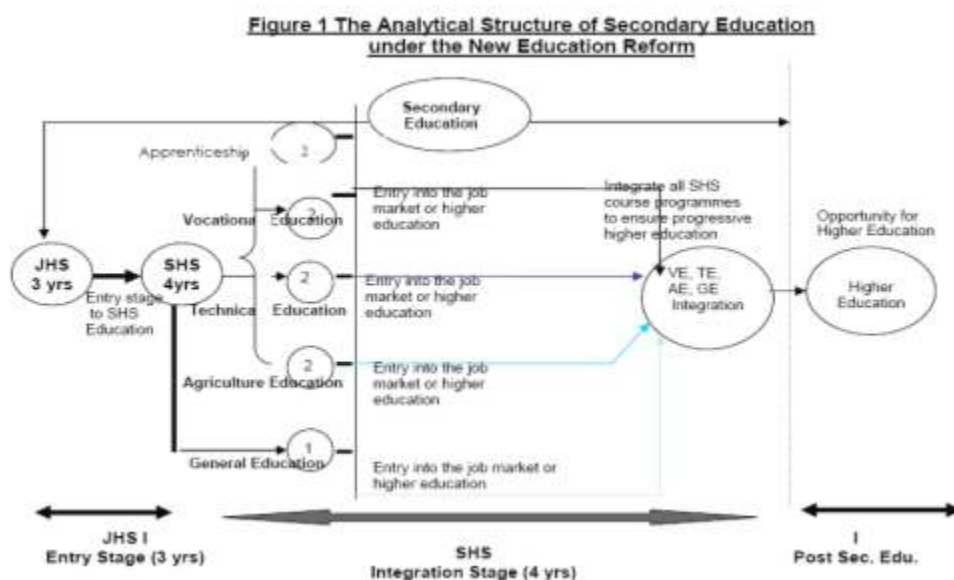 Figure 1 The Analytical Structure of Secondary Education
under the New Education Reform
Secondary
Education
Apprenticeship
Vocationa Education
2
Entry into the job
market or higher
education
Integrate all SHS
course programmes
to ensure progressive
higher education
Opportunity for
Higher Education
JHS
3 yrs
SHS
4yrs
Entry stage
to SHS
Education
Technica Education
2
Entry into the job
market or higher
education
VE, TE,
AE, GE
Integration
Higher
Education
Agriculture Education
2
Entry into the job
market or higher
education
General Education
1
Entry into the job market or
higher education
JHS I
Entry Stage (3 yrs)
SHS
Integration Stage (4 yrs)
I
Post Sec. Edu.